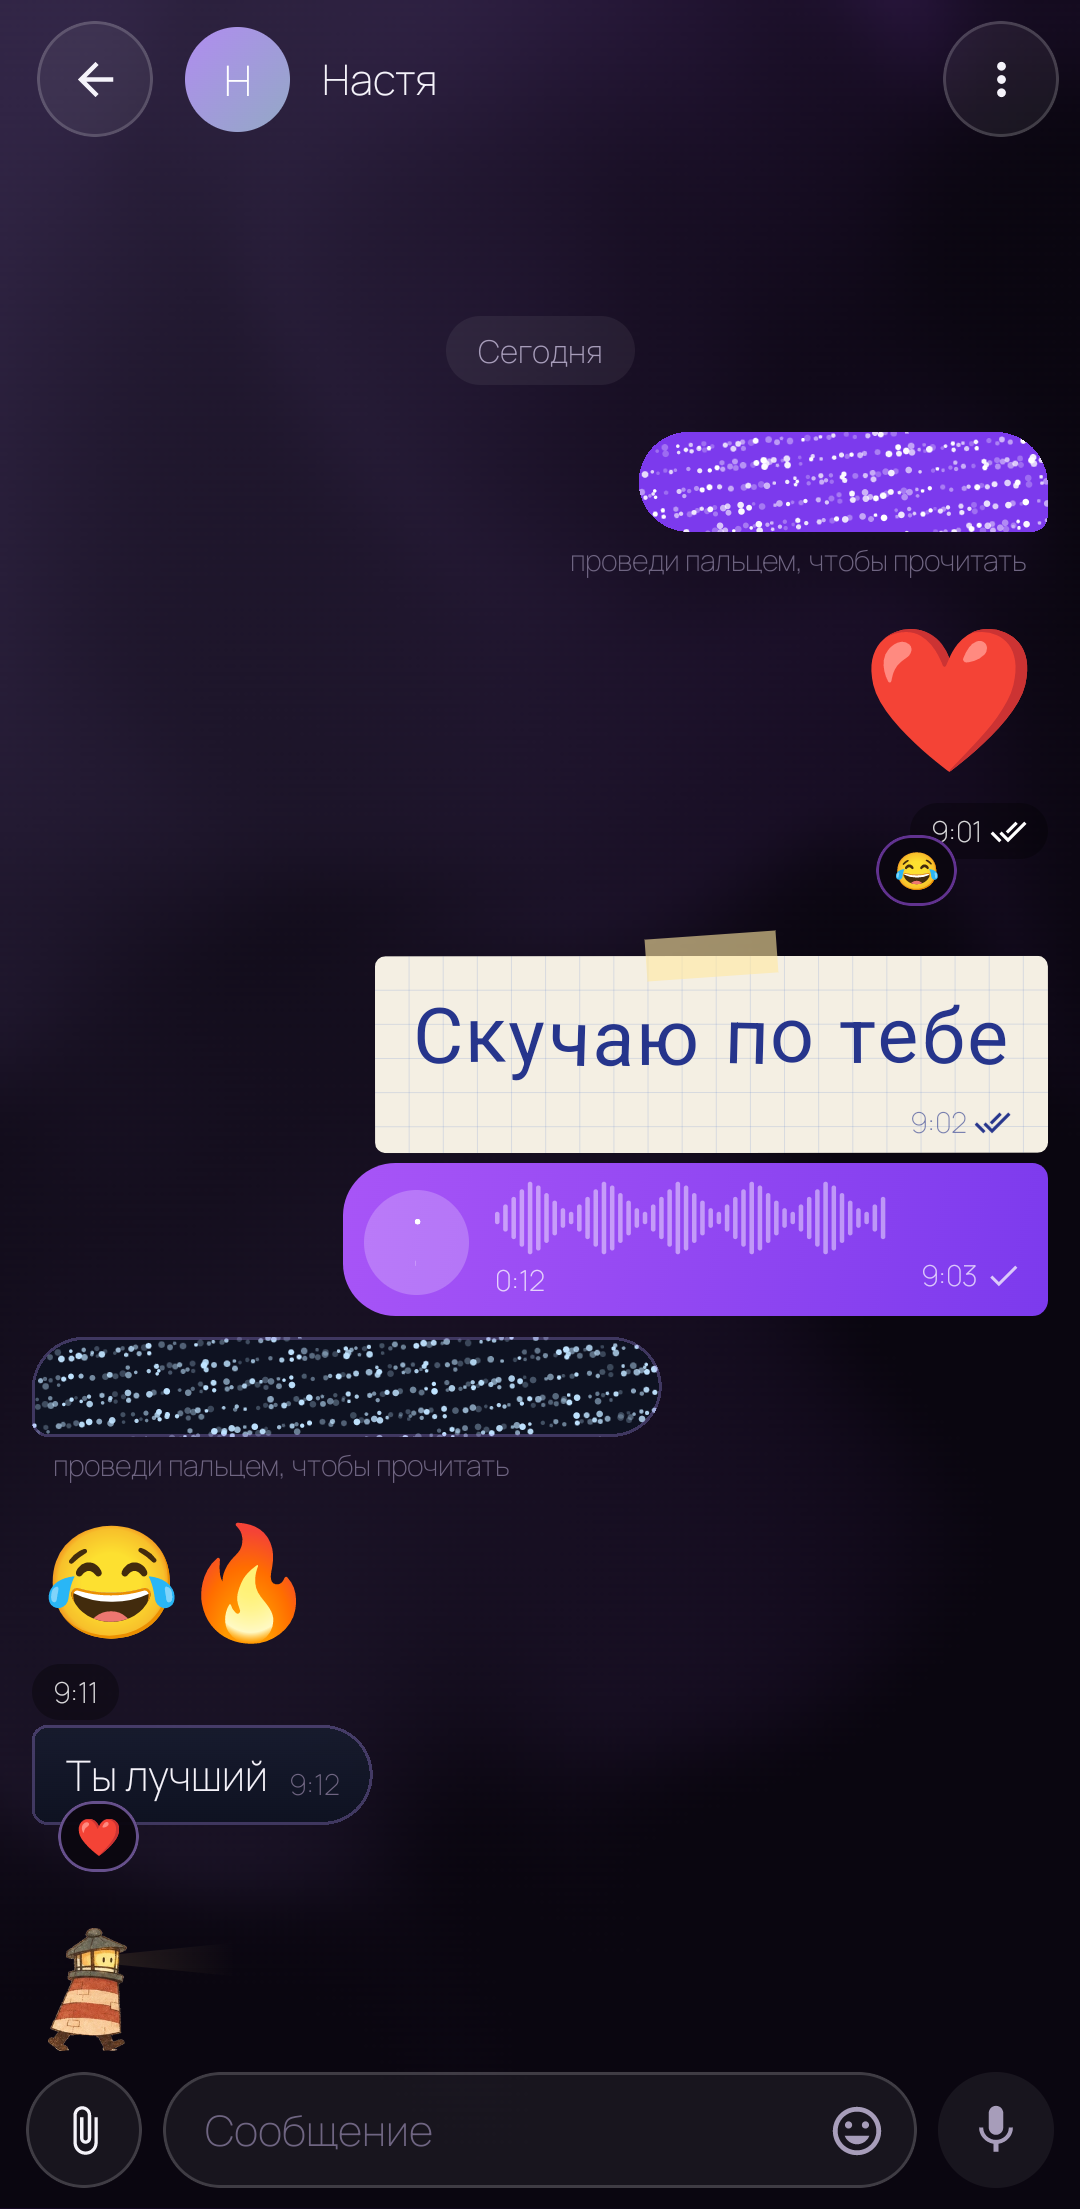 Н Настя
Сегодня
проведи пальцем, чтобы прочитать
9:01
Скучаю по тебе
9:02
0:12 9:03
проведи пальцем, чтобы прочитать
9:11
Ты лучший 9:12
Сообщение